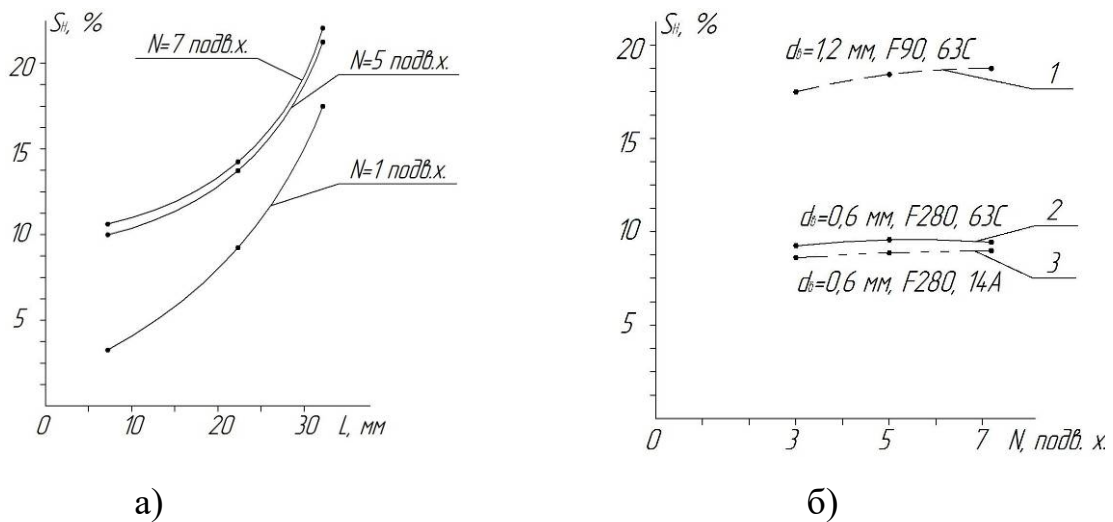 Sн, %
N=7 подв.х.
N=5 подв.х.
N=1 подв.х.
20
15
10
5
0 10 20 30 L, мм
а)
Sн, %
dв=1,2 мм, F90, 63С
1
dв=0,6 мм, F280, 63С
2
3
dв=0,6 мм, F280, 14А
20
15
10
5
0 3 5 7 N, подв. х.
б)